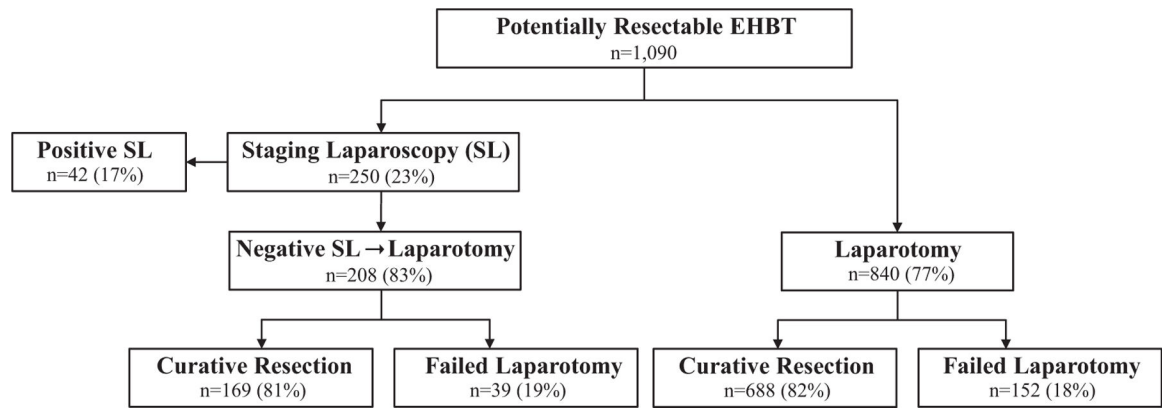 Potentially Resectable EHBT
n=1,090
Positive SL
n=42 (17%)
Staging Laparoscopy (SL)
n=250 (23%)
Negative SL → Laparotomy
n=208 (83%)
Laparotomy
n=840 (77%)
Curative Resection
n=169 (81%)
Failed Laparotomy
n=39 (19%)
Curative Resection
n=688 (82%)
Failed Laparotomy
n=152 (18%)